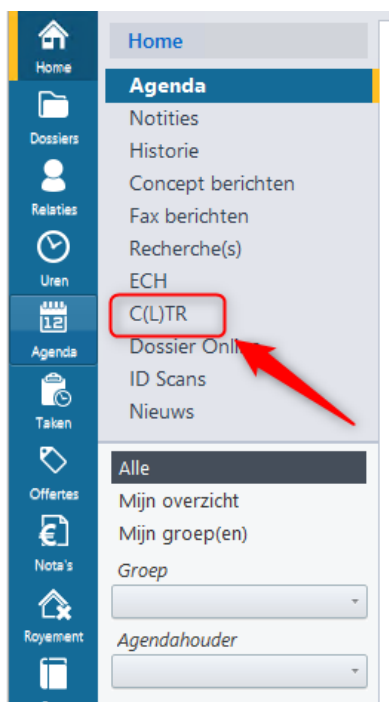 Home
Dossiers
Relaties
Uren
12
Agenda
Taken
Offertes
Nota's
Royement
Home
Agenda
Notities
Historie
Concept berichten
Fax berichten
Recherche(s)
ECH
C(L)TR
Dossier Online
ID Scans
Nieuws
Alle
Mijn overzicht
Mijn groep(en)
Groep
Agendahouder